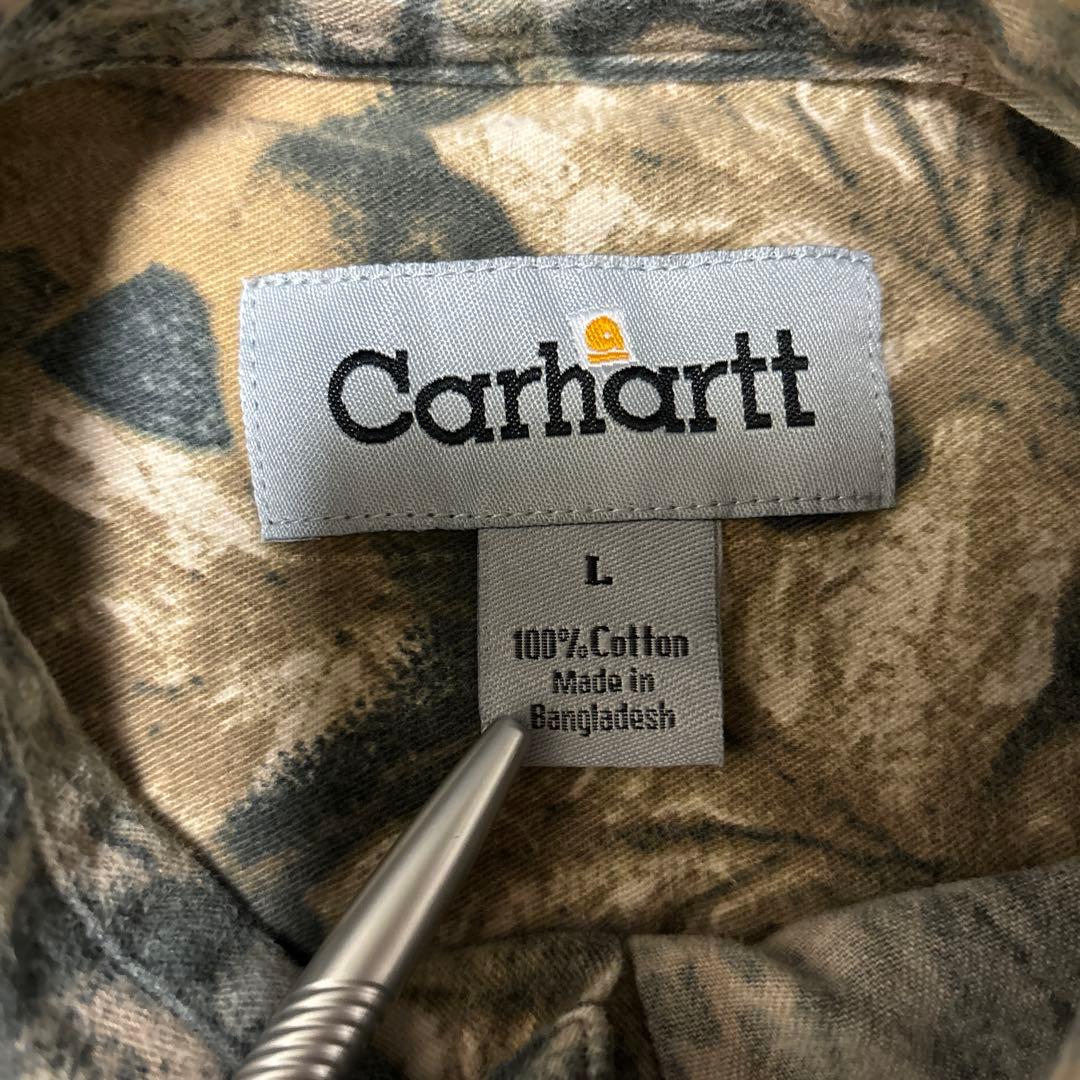 Carhartt
L
100% Cotton
Made in
Bangladesh